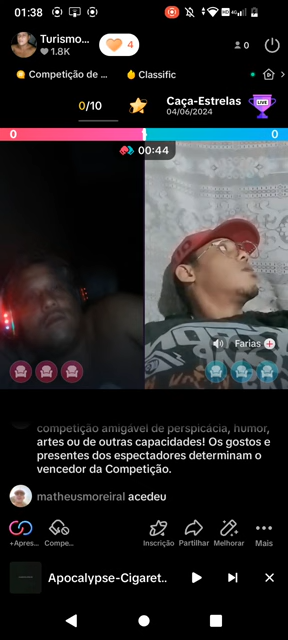 01:38
HD 4G
Turismo...
1.8K
4
0
Competição de ...
Classific
0/10
Caça-Estrelas
04/06/2024
LIVE
0
0
00:44
Farias
competição amigável de perspicácia, humor,
artes ou de outras capacidades! Os gostos e
presentes dos espectadores determinam o
vencedor da Competição.
matheusmoreiral acedeu
+Apres...
Compe...
Inscrição
Partilhar
Melhorar
Mais
Apocalypse-Cigaret..